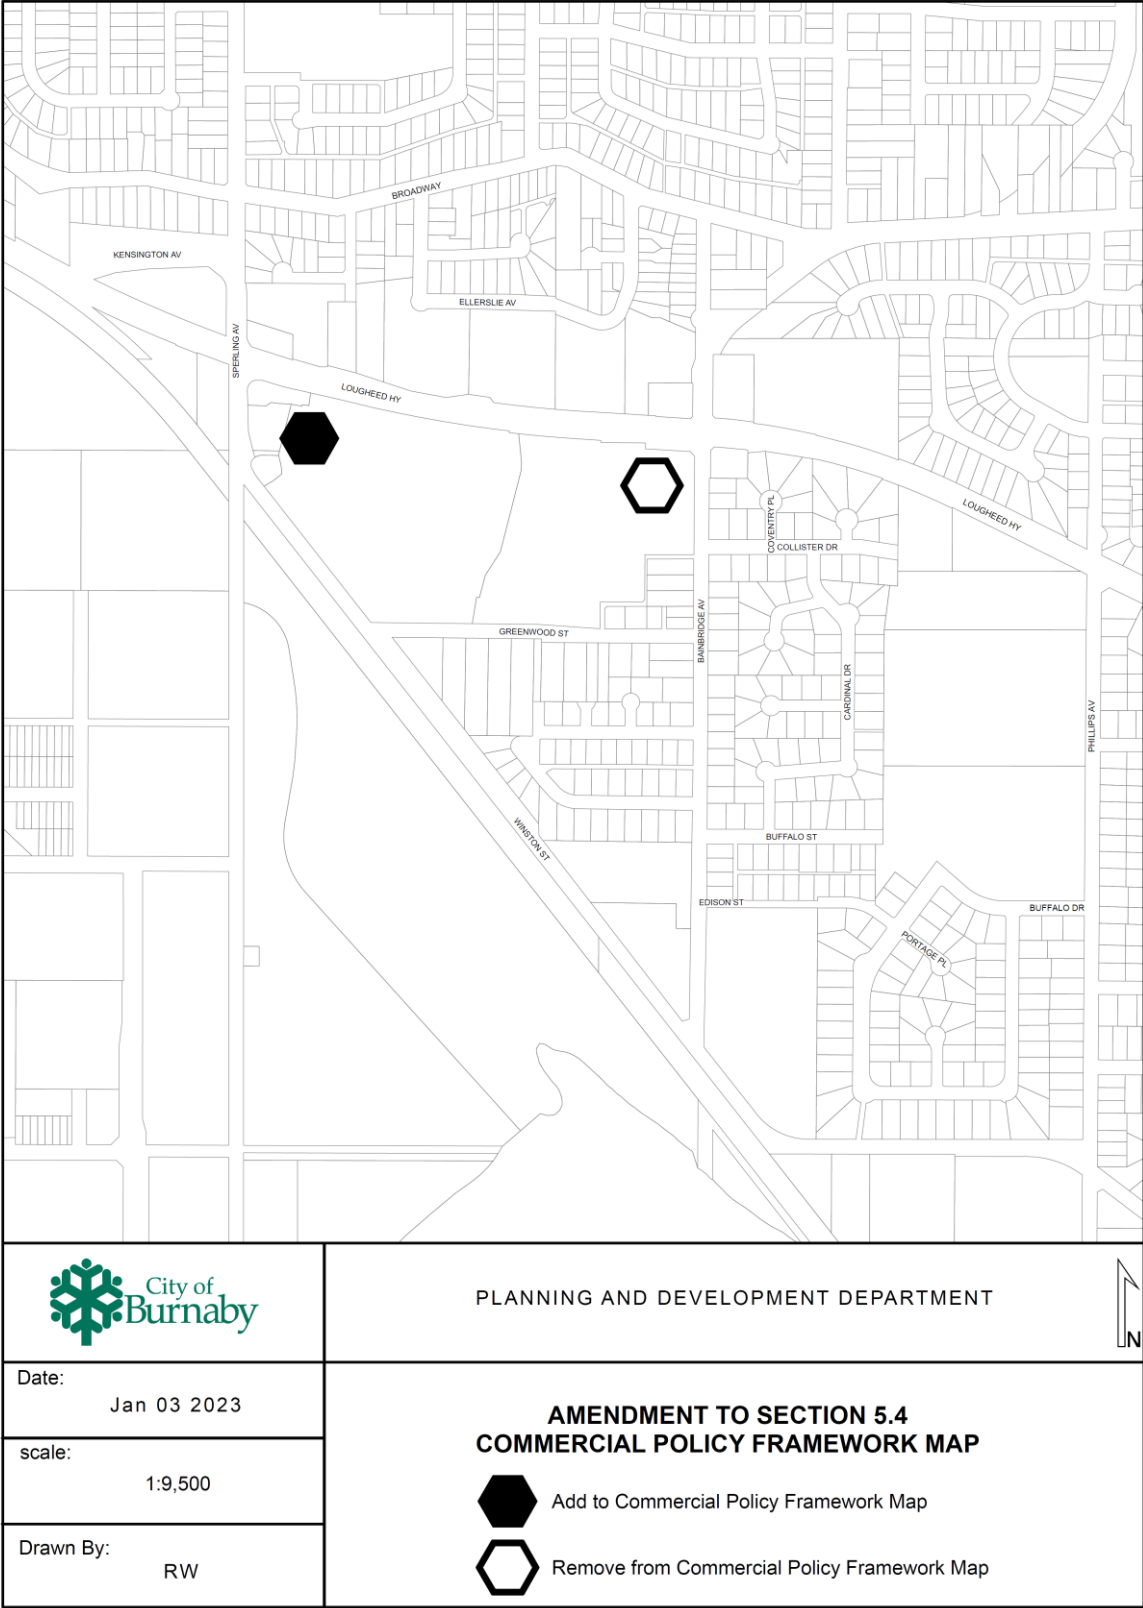 BROADWAY
KENSINGTON AV
ELLERSLIE AV
SPERLING AV
LOUGHEED HY
COVENTRY PL
LOUGHEED HY
COLLISTER DR
GREENWOOD ST
BAINBRIDGE AV
CARDINAL DR
PHILLIPS AV
WINSTON ST
BUFFALO ST
EDISON ST
BUFFALO DR
PORTAGE PL
City of
Burnaby
PLANNING AND DEVELOPMENT DEPARTMENT
N
Date:
Jan 03 2023
scale:
1:9,500
Drawn By:
RW
AMENDMENT TO SECTION 5.4
COMMERCIAL POLICY FRAMEWORK MAP
Add to Commercial Policy Framework Map
Remove from Commercial Policy Framework Map